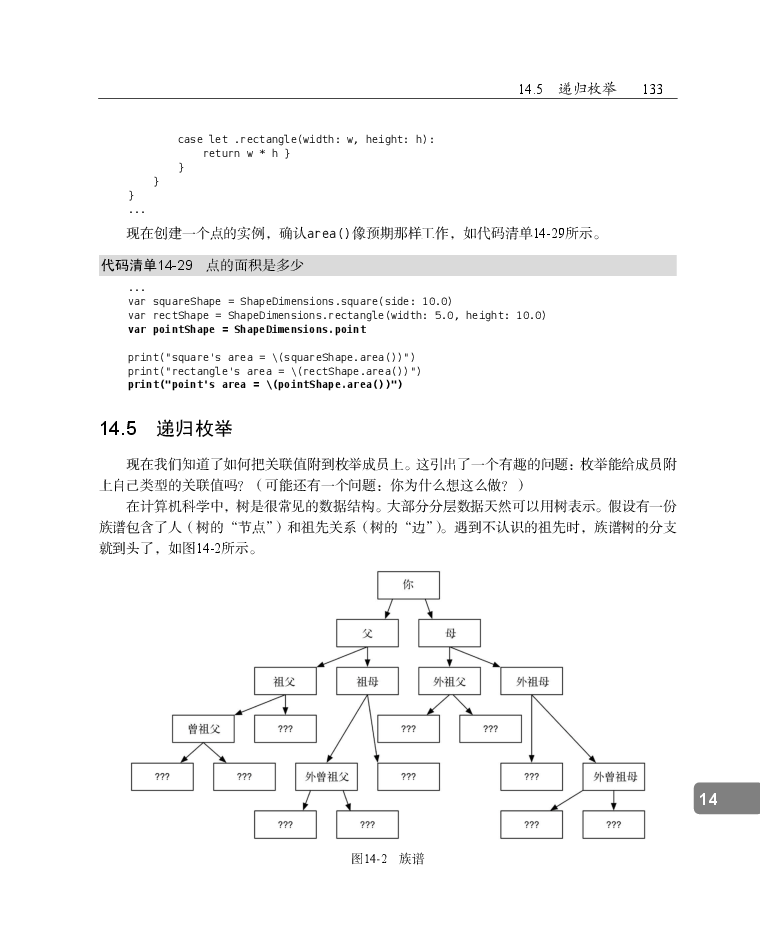 14.5 递归枚举 133
case let .rectangle(width: w, height: h):
return w * h }
}
}
}
...
现在创建一个点的实例，确认area()像预期那样工作，如代码清单14-29所示。
代码清单14-29 点的面积是多少
...
var squareShape = ShapeDimensions.square(side: 10.0)
var rectShape = ShapeDimensions.rectangle(width: 5.0, height: 10.0)
var pointShape = ShapeDimensions.point
print("square's area = \(squareShape.area())")
print("rectangle's area = \(rectShape.area())")
print("point's area = \(pointShape.area())")
14.5 递归枚举
现在我们知道了如何把关联值附到枚举成员上。这引出了一个有趣的问题：枚举能给成员附
上自己类型的关联值吗？（可能还有一个问题：你为什么想这么做？）
在计算机科学中，树是很常见的数据结构。大部分分层数据天然可以用树表示。假设有一份
族谱包含了人（树的“节点”）和祖先关系（树的“边”）。遇到不认识的祖先时，族谱树的分支
就到头了，如图14-2所示。
你
父 母
祖父 祖母 外祖父 外祖母
曾祖父 ??? ??? ???
??? ??? 外曾祖父 ??? ??? 外曾祖母
14
??? ??? ??? ???
图14-2 族谱